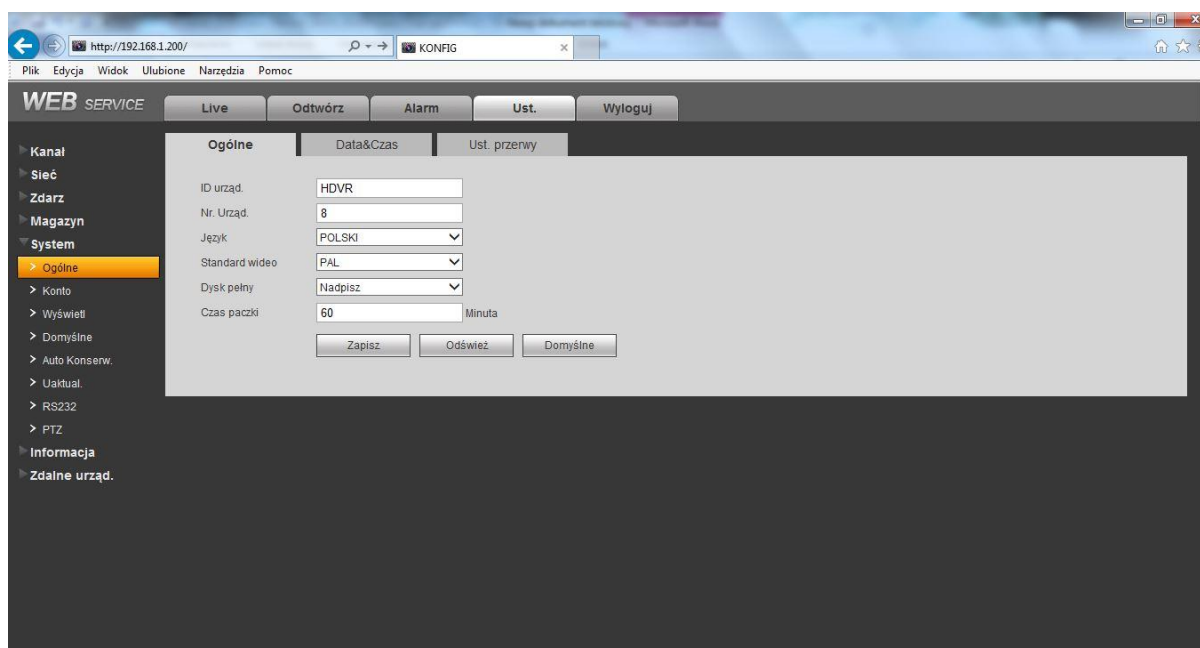 http://192.168.1.200/
KONFIG
Plik Edycja Widok Ulubione Narzędzia Pomoc
WEB SERVICE
Live Odtwórz Alarm Ust. Wyloguj
Ogólne Data&Czas Ust. przerwy
Kanał
Sieć
Zdarz
Magazyn
System
Ogólne
Konto
Wyświetl
Domyślne
Auto Konserw.
Uaktual.
RS232
PTZ
Informacja
Zdalne urząd.
ID urząd. HDVR
Nr. Urząd. 8
Język POLSKI
Standard wideo PAL
Dysk pełny Nadpisz
Czas paczki 60 Minuta
Zapisz Odśwież Domyślne